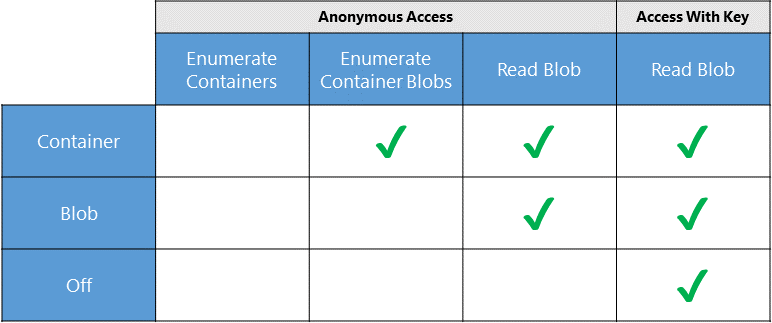 Anonymous Access
Access With Key
Enumerate
Containers
Enumerate
Container Blobs
Read Blob
Read Blob
Container
Blob
Off